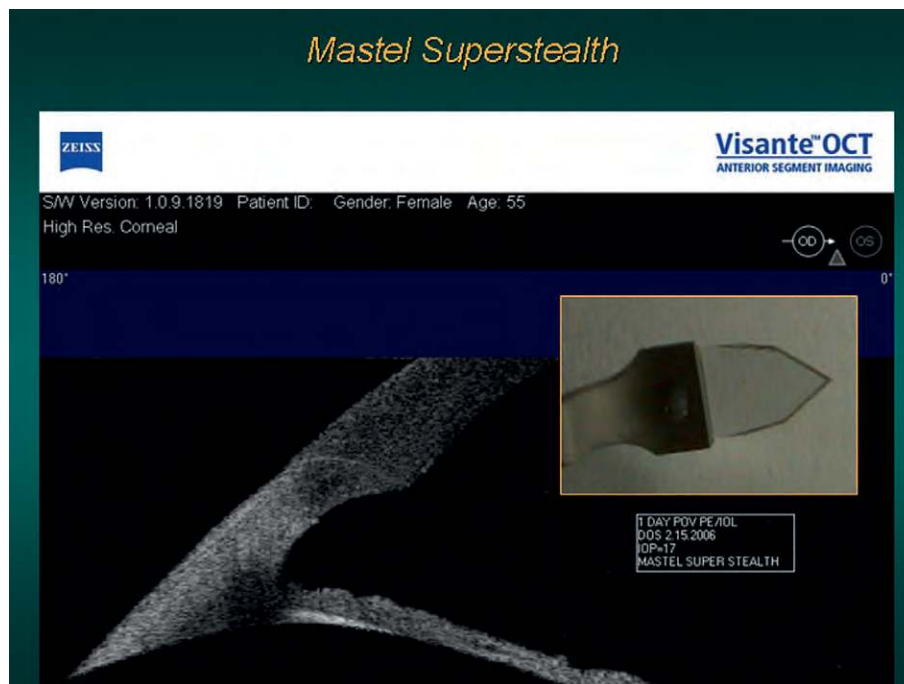 Mastel Superstealth
ZEISS
Visante™ OCT
ANTERIOR SEGMENT IMAGING
S/W Version: 1.0.9.1819 Patient ID: Gender: Female Age: 55
High Res. Corneal
OD OS
180° 0°
1 DAY POV PE/IOL
DOS 2.15.2006
IOP=17
MASTEL SUPER STEALTH